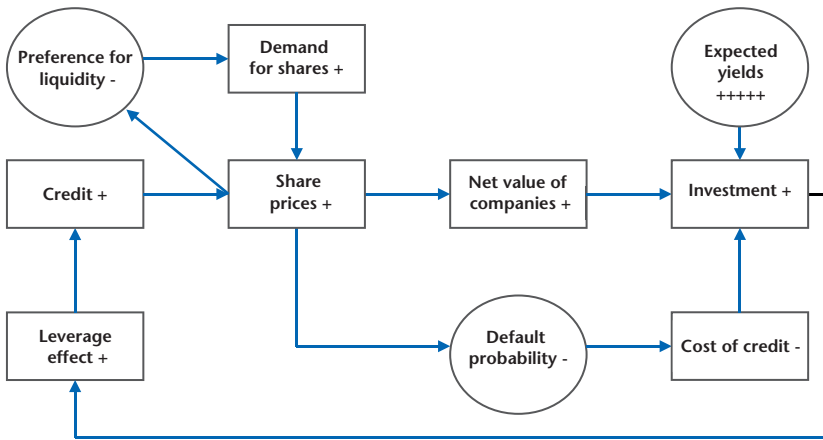 Preference for
liquidity -
Demand
for shares +
Expected
yields
+++++
Credit +
Share
prices +
Net value of
companies +
Investment +
Leverage
effect +
Default
probability -
Cost of credit -